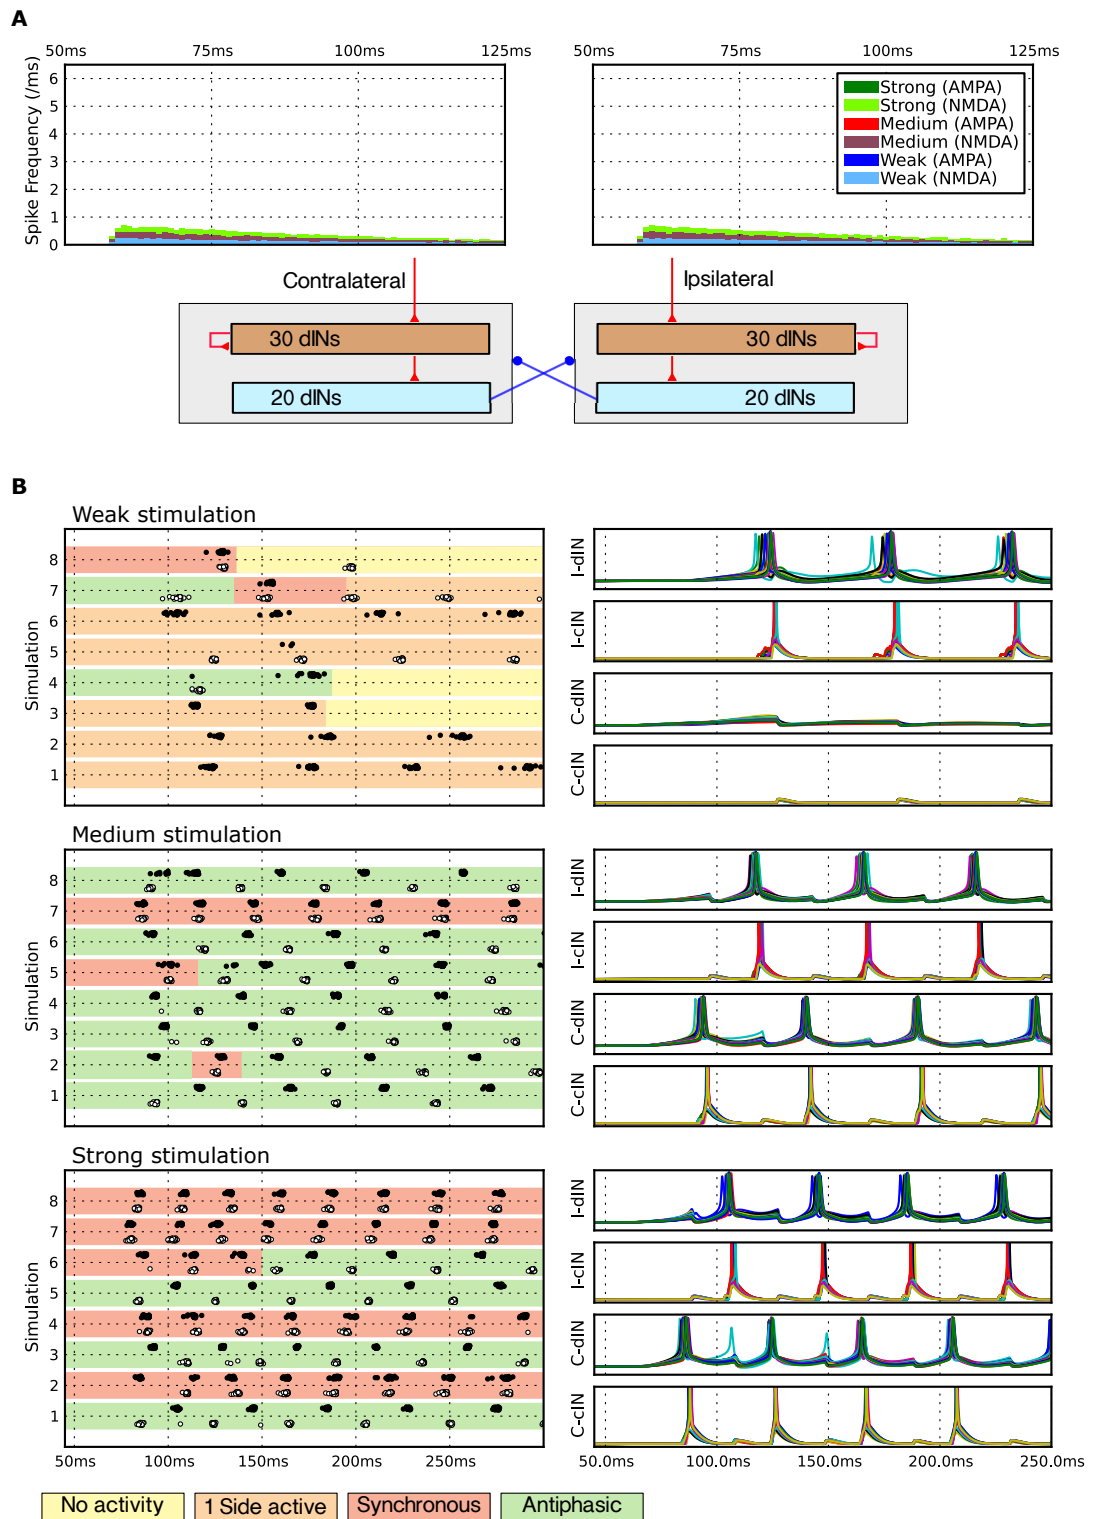 A
50ms 75ms 100ms 125ms
50ms 75ms 100ms 125ms
Spike Frequency (/ms)
6
5
4
3
2
1
0
Strong (AMPA)
Strong (NMDA)
Medium (AMPA)
Medium (NMDA)
Weak (AMPA)
Weak (NMDA)
Contralateral
Ipsilateral
30 dINs
30 dINs
20 dINs
20 dINs
B
Weak stimulation
Simulation
8
7
6
5
4
3
2
1
I-dIN
I-cIN
C-dIN
C-cIN
Medium stimulation
Simulation
8
7
6
5
4
3
2
1
I-dIN
I-cIN
C-dIN
C-cIN
Strong stimulation
Simulation
8
7
6
5
4
3
2
1
I-dIN
I-cIN
C-dIN
C-cIN
50ms 100ms 150ms 200ms 250ms
50.0ms 100.0ms 150.0ms 200.0ms 250.0ms
No activity
1 Side active
Synchronous
Antiphasic